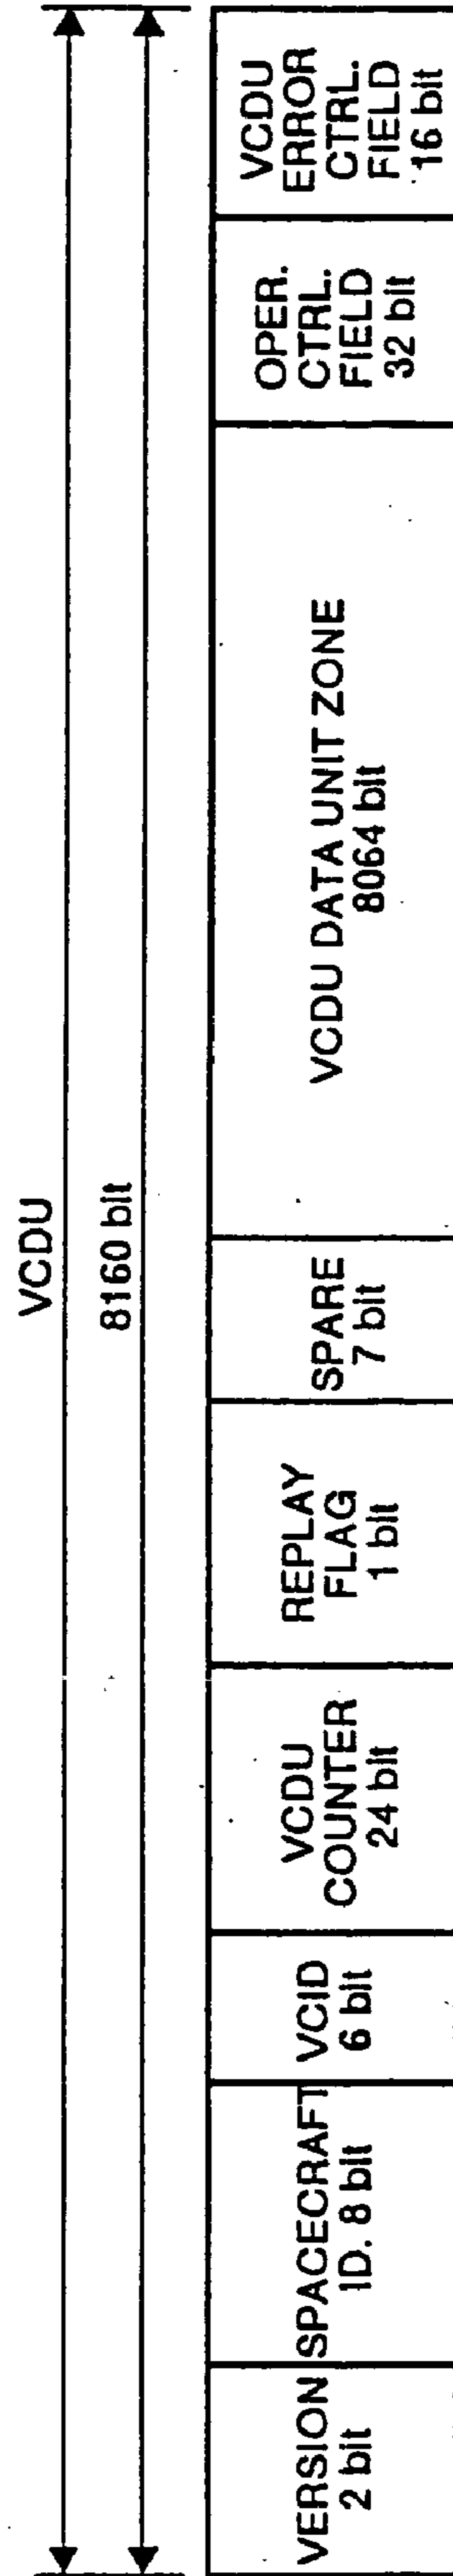 VCDU
8160 bit
VERSION
2 bit
SPACECRAFT
ID. 8 bit
VCID
6 bit
VCDU
COUNTER
24 bit
REPLAY
FLAG
1 bit
SPARE
7 bit
VCDU DATA UNIT ZONE
8064 bit
OPER.
CTRL.
FIELD
32 bit
VCDU
ERROR
CTRL.
FIELD
16 bit